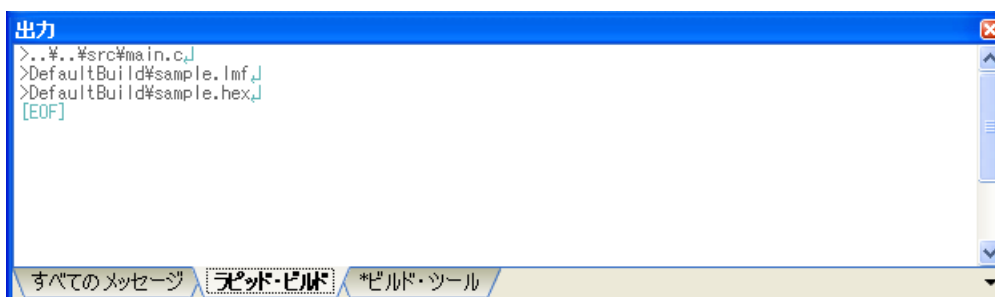 出力
>..¥..¥src¥main.c↲
>DefaultBuild¥sample.lmf↲
>DefaultBuild¥sample.hex↲
[EOF]
すべてのメッセージ ラピッド・ビルド *ビルド・ツール